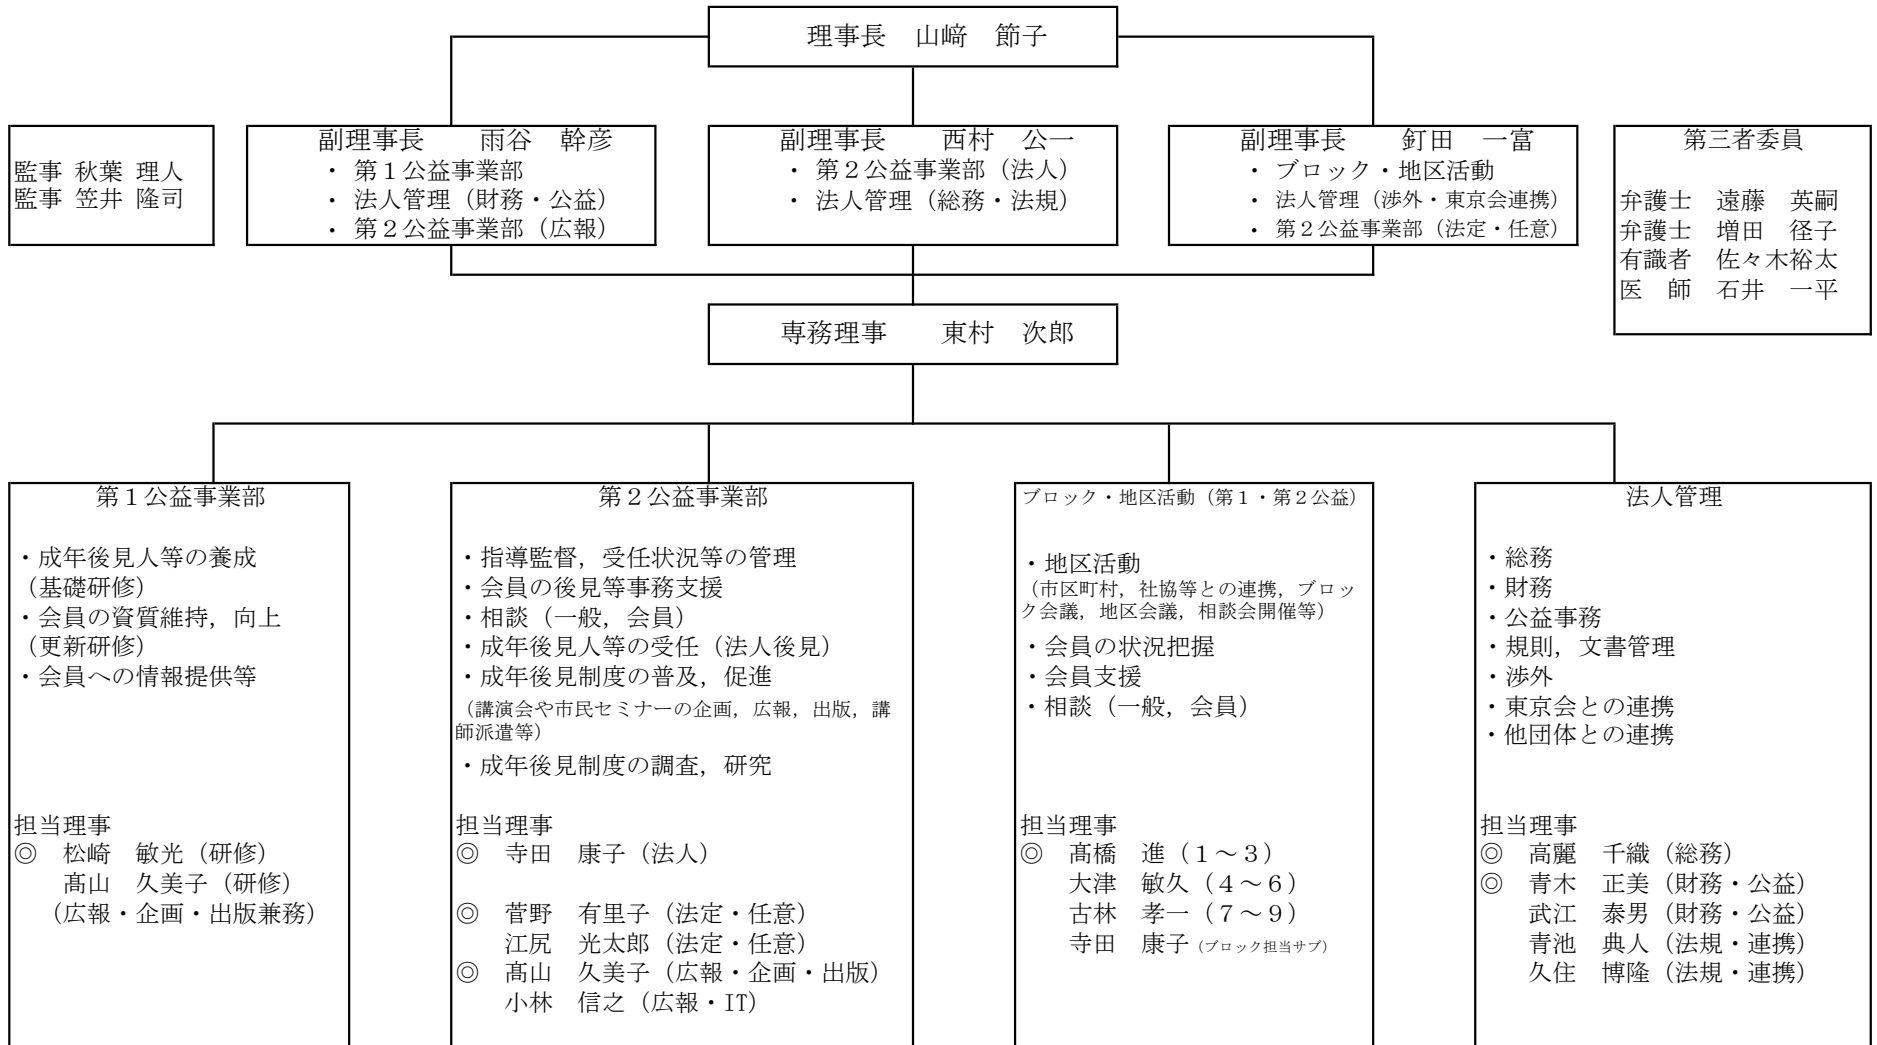 理事長　山﨑　節子
監事 秋葉 理人
監事 笠井 隆司
副理事長　　雨谷　幹彦
・ 第１公益事業部
・ 法人管理（財務・公益）
・ 第２公益事業部（広報）
副理事長　　西村　公一
・ 第２公益事業部（法人）
・ 法人管理（総務・法規）
副理事長　　釘田　一富
・ ブロック・地区活動
・ 法人管理（渉外・東京会連携）
・ 第２公益事業部（法定・任意）
第三者委員
弁護士　遠藤　英嗣
弁護士　増田　径子
有識者　佐々木裕太
医　師　石井　一平
専務理事　　東村　次郎
第１公益事業部
・成年後見人等の養成
（基礎研修）
・会員の資質維持，向上
（更新研修）
・会員への情報提供等
担当理事
◎　松崎　敏光（研修）
髙山　久美子（研修）
（広報・企画・出版兼務）
第２公益事業部
・指導監督，受任状況等の管理
・会員の後見等事務支援
・相談（一般，会員）
・成年後見人等の受任（法人後見）
・成年後見制度の普及，促進
（講演会や市民セミナーの企画，広報，出版，講
師派遣等）
・成年後見制度の調査，研究
担当理事
◎　寺田　康子（法人）
◎　菅野　有里子（法定・任意）
江尻　光太郎（法定・任意）
◎　髙山　久美子（広報・企画・出版）
小林　信之（広報・IT）
ブロック・地区活動（第１・第２公益）
・地区活動
（市区町村，社協等との連携，ブロッ
ク会議，地区会議，相談会開催等）
・会員の状況把握
・会員支援
・相談（一般，会員）
担当理事
◎　髙橋　進（１～３）
大津　敏久（４～６）
古林　孝一（７～９）
寺田　康子（ブロック担当サブ）
法人管理
・総務
・財務
・公益事務
・規則，文書管理
・渉外
・東京会との連携
・他団体との連携
担当理事
◎　高麗　千織（総務）
◎　青木　正美（財務・公益）
武江　泰男（財務・公益）
青池　典人（法規・連携）
久住　博隆（法規・連携）